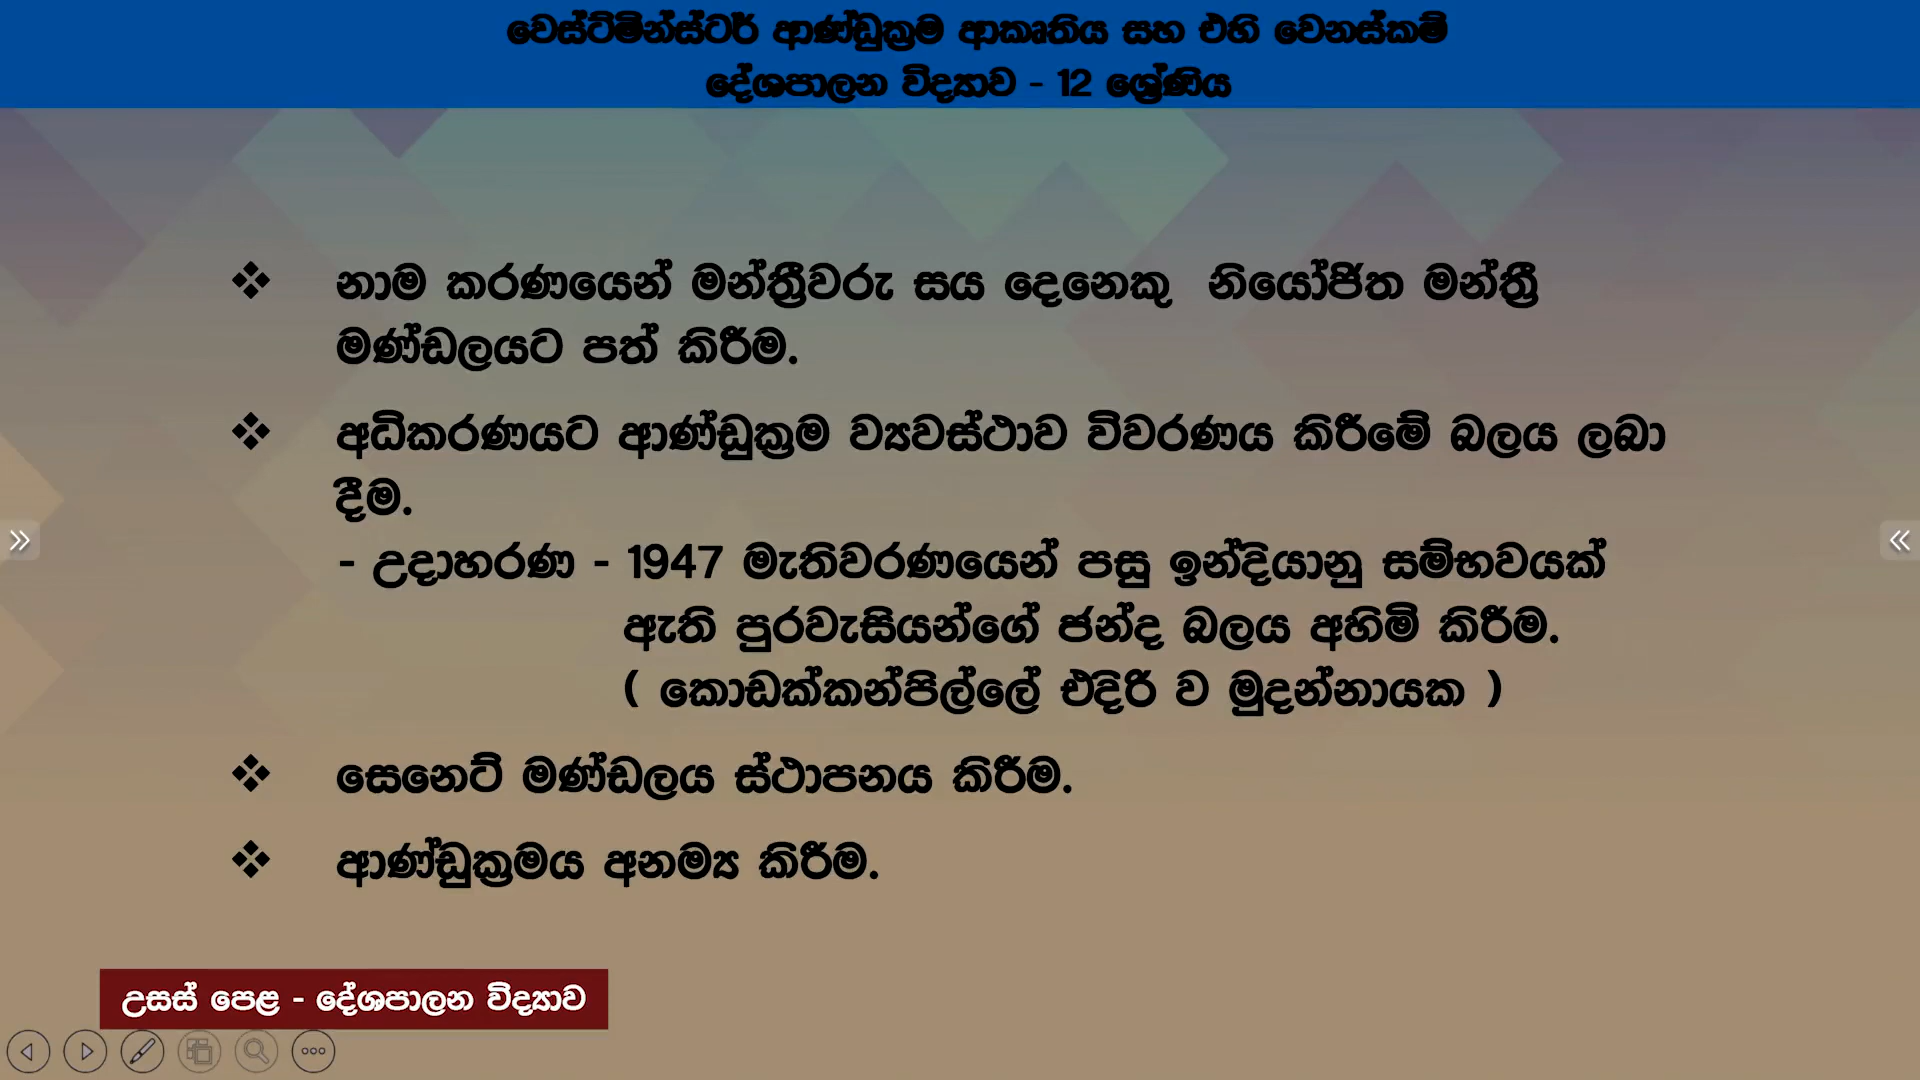 වෙස්ට්මින්ස්ටර් ආණ්ඩුක්‍රම ආකෘතිය සහ එහි වෙනස්කම්
දේශපාලන විද්‍යාව - 12 ශ්‍රේණිය
❖ නාම කරණයෙන් මන්ත්‍රීවරු සය දෙනෙකු නියෝජිත මන්ත්‍රී
මණ්ඩලයට පත් කිරීම.
❖ අධිකරණයට ආණ්ඩුක්‍රම ව්‍යවස්ථාව විවරණය කිරීමේ බලය ලබා
දීම.
- උදාහරණ - 1947 මැතිවරණයෙන් පසු ඉන්දියානු සම්භවයක්
ඇති පුරවැසියන්ගේ ඡන්ද බලය අහිමි කිරීම.
( කොඩක්කන්පිල්ලේ එදිරි ව මුදන්නායක )
❖ සෙනෙට් මණ්ඩලය ස්ථාපනය කිරීම.
❖ ආණ්ඩුක්‍රමය අනම්‍ය කිරීම.
උසස් පෙළ - දේශපාලන විද්‍යාව